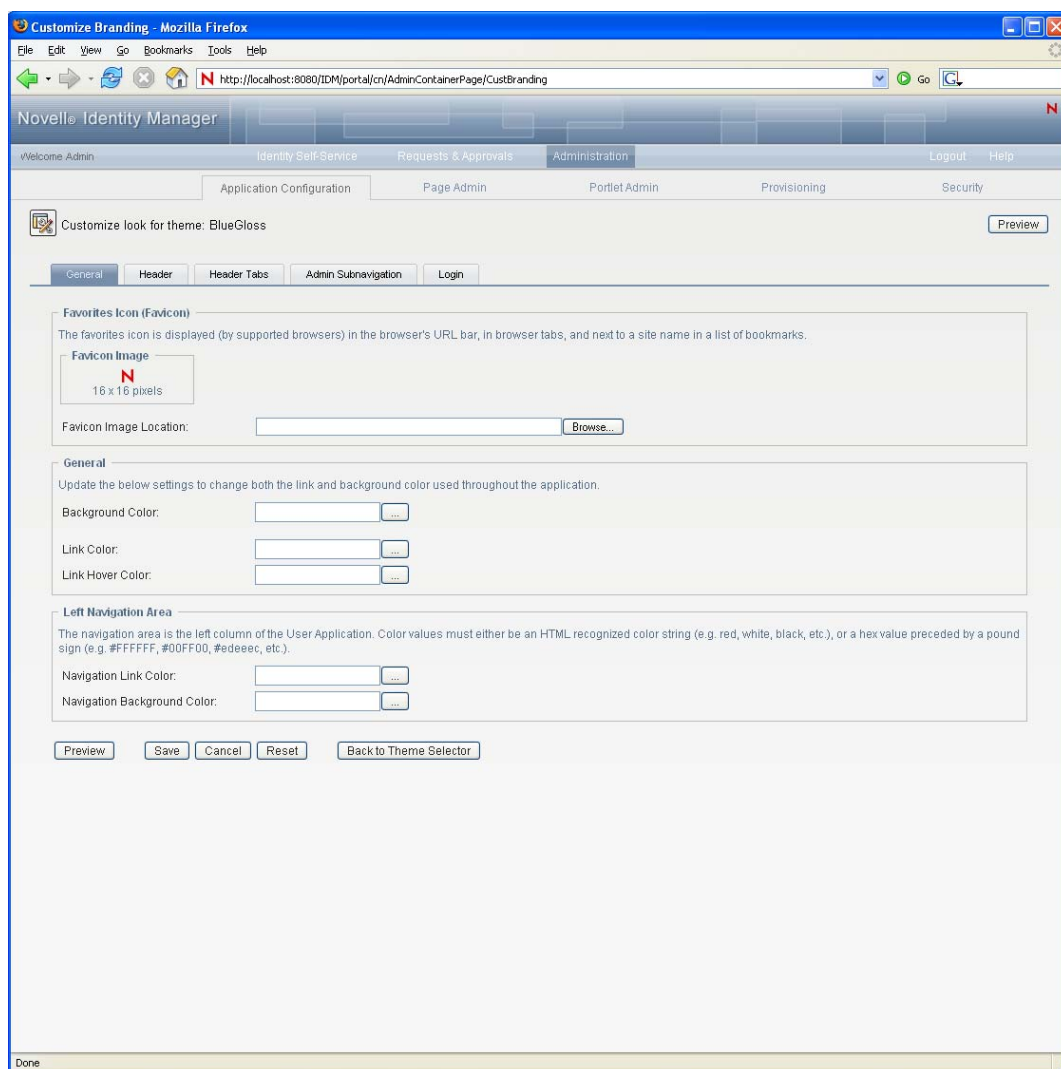 Customize Branding - Mozilla Firefox
File Edit View Go Bookmarks Tools Help
N http://localhost:8080/IDM/portal/cn/AdminContainerPage/CustBranding Go G
Novell® Identity Manager N
Welcome Admin Identity Self-Service Requests & Approvals Administration Logout Help
Application Configuration Page Admin Portlet Admin Provisioning Security
Customize look for theme: BlueGloss Preview
General Header Header Tabs Admin Subnavigation Login
Favorites Icon (Favicon)
The favorites icon is displayed (by supported browsers) in the browser's URL bar, in browser tabs, and next to a site name in a list of bookmarks.
Favicon Image
N
16 x 16 pixels
Favicon Image Location: Browse...
General
Update the below settings to change both the link and background color used throughout the application.
Background Color: ...
Link Color: ...
Link Hover Color: ...
Left Navigation Area
The navigation area is the left column of the User Application. Color values must either be an HTML recognized color string (e.g. red, white, black, etc.), or a hex value preceded by a pound
sign (e.g. #FFFFFF, #00FF00, #edeeec, etc.).
Navigation Link Color: ...
Navigation Background Color: ...
Preview Save Cancel Reset Back to Theme Selector
Done